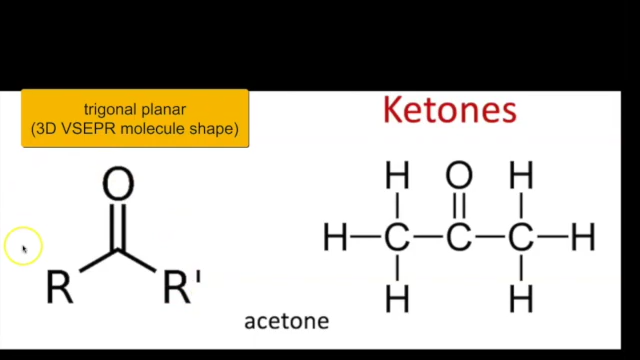 trigonal planar
(3D VSEPR molecule shape)
Ketones
O
R R'
H O H
H C C C H
H H
acetone